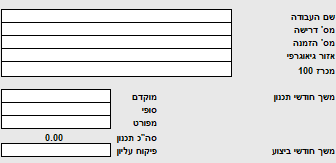 שם העבודה
מס' דרישה
מס' הזמנה
אזור גיאוגרפי
מכרז 100
משך חודשי תכנון מוקדם
סופי
מפורט
סה"כ תכנון 0.00
משך חודשי ביצוע פיקוח עליון